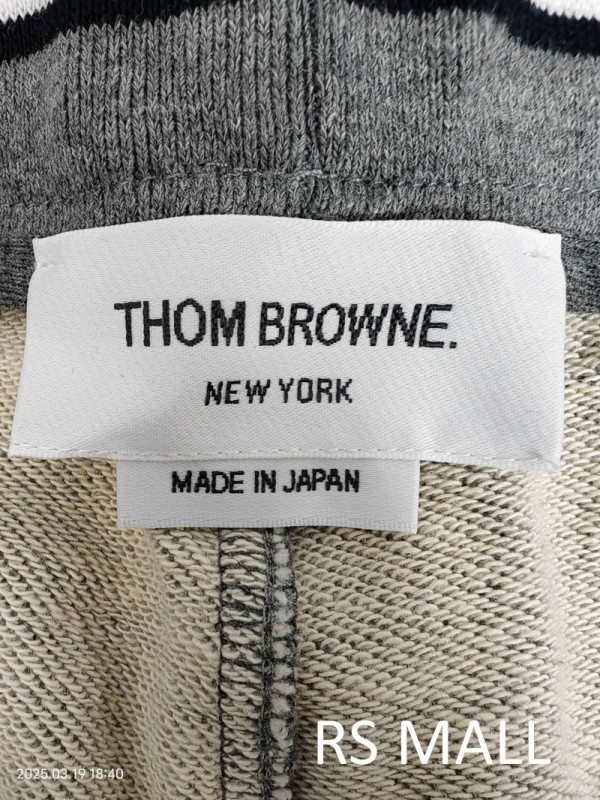 THOM BROWNE.
NEW YORK
MADE IN JAPAN
RS MALL
2025.03.19 18:40